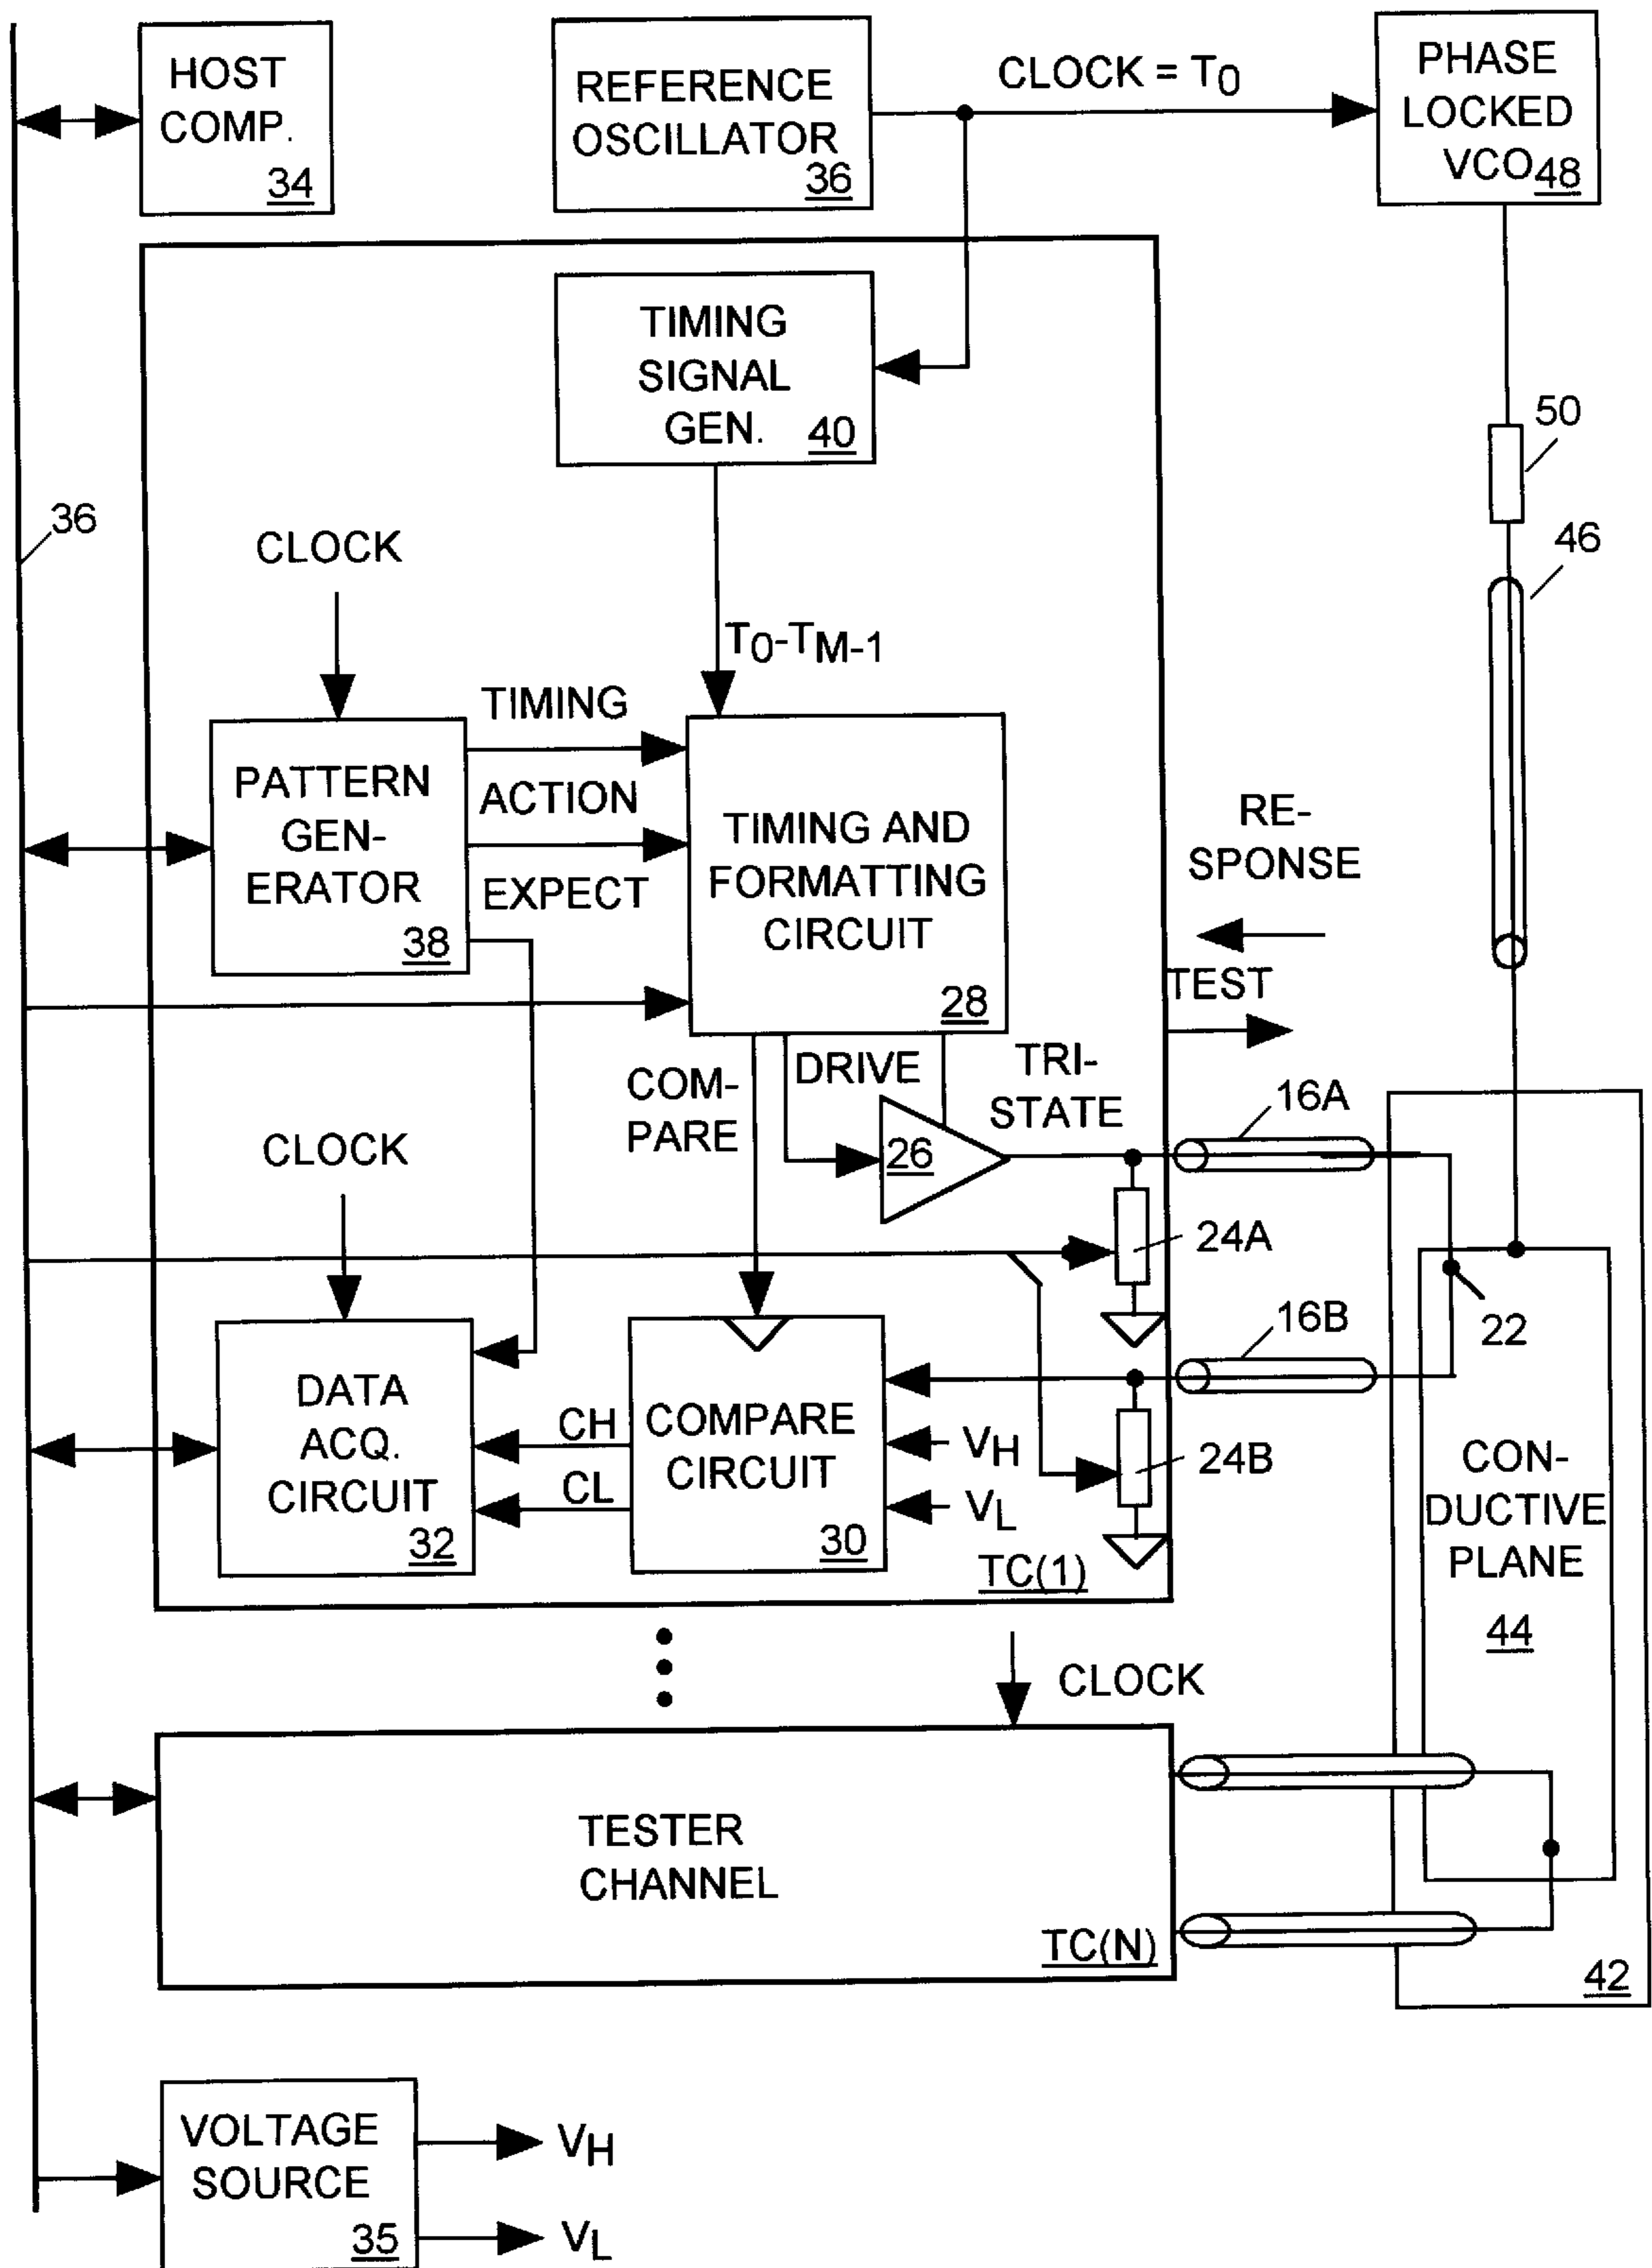 HOST
COMP.
34
REFERENCE
OSCILLATOR
36
CLOCK = T0
PHASE
LOCKED
VCO
48
TIMING
SIGNAL
GEN.
40
50
46
36
CLOCK
T0-TM-1
TIMING
ACTION
EXPECT
PATTERN
GEN-
ERATOR
38
TIMING AND
FORMATTING
CIRCUIT
28
RE-
SPONSE
TEST
COM-
PARE
DRIVE
TRI-
STATE
26
16A
CLOCK
24A
22
16B
DATA
ACQ.
CIRCUIT
32
CH
CL
COMPARE
CIRCUIT
30
VH
VL
24B
TC(1)
CON-
DUCTIVE
PLANE
44
CLOCK
TESTER
CHANNEL
TC(N)
42
VOLTAGE
SOURCE
35
VH
VL